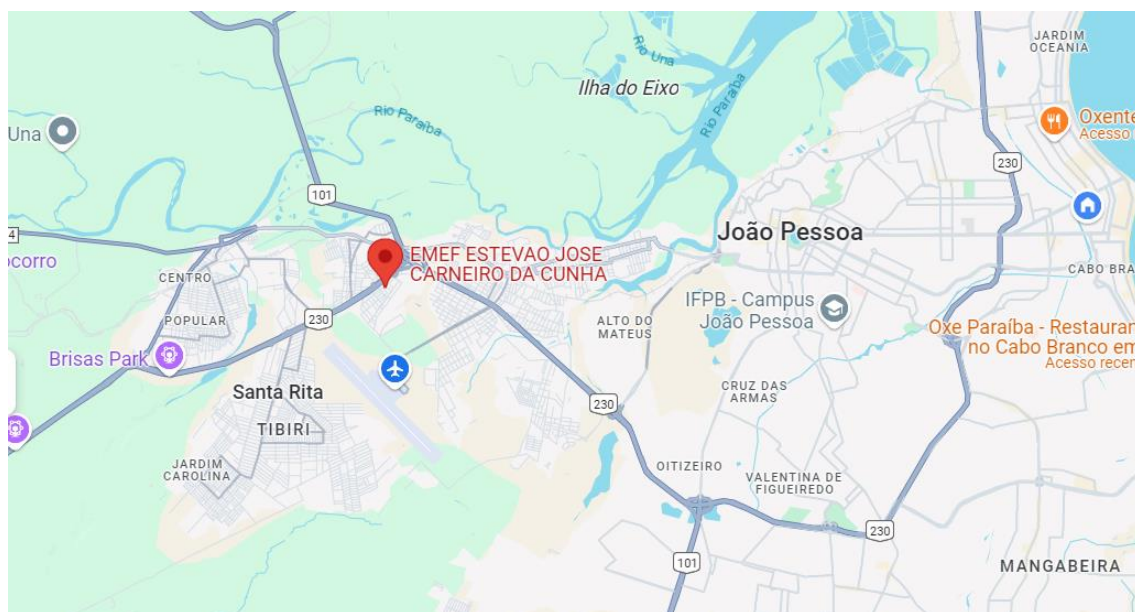 JARDIM
OCEANIA
Rio Una
Ilha do Eixo
Rio Paraíba
Rio Paraíba
Una
Oxente
Acesso
230
101
4
João Pessoa
EMEF ESTEVAO JOSE
CARNEIRO DA CUNHA
ocorro
CENTRO
CABO BRA
IFPB - Campus
João Pessoa
POPULAR
230
ALTO DO
MATEUS
Oxe Paraíba - Restauran
no Cabo Branco em
Acesso recen
Brisas Park
Santa Rita
CRUZ DAS
ARMAS
230
TIBIRI
JARDIM
CAROLINA
OITIZEIRO
VALENTINA DE
FIGUEIREDO
230
101
MANGABEIRA